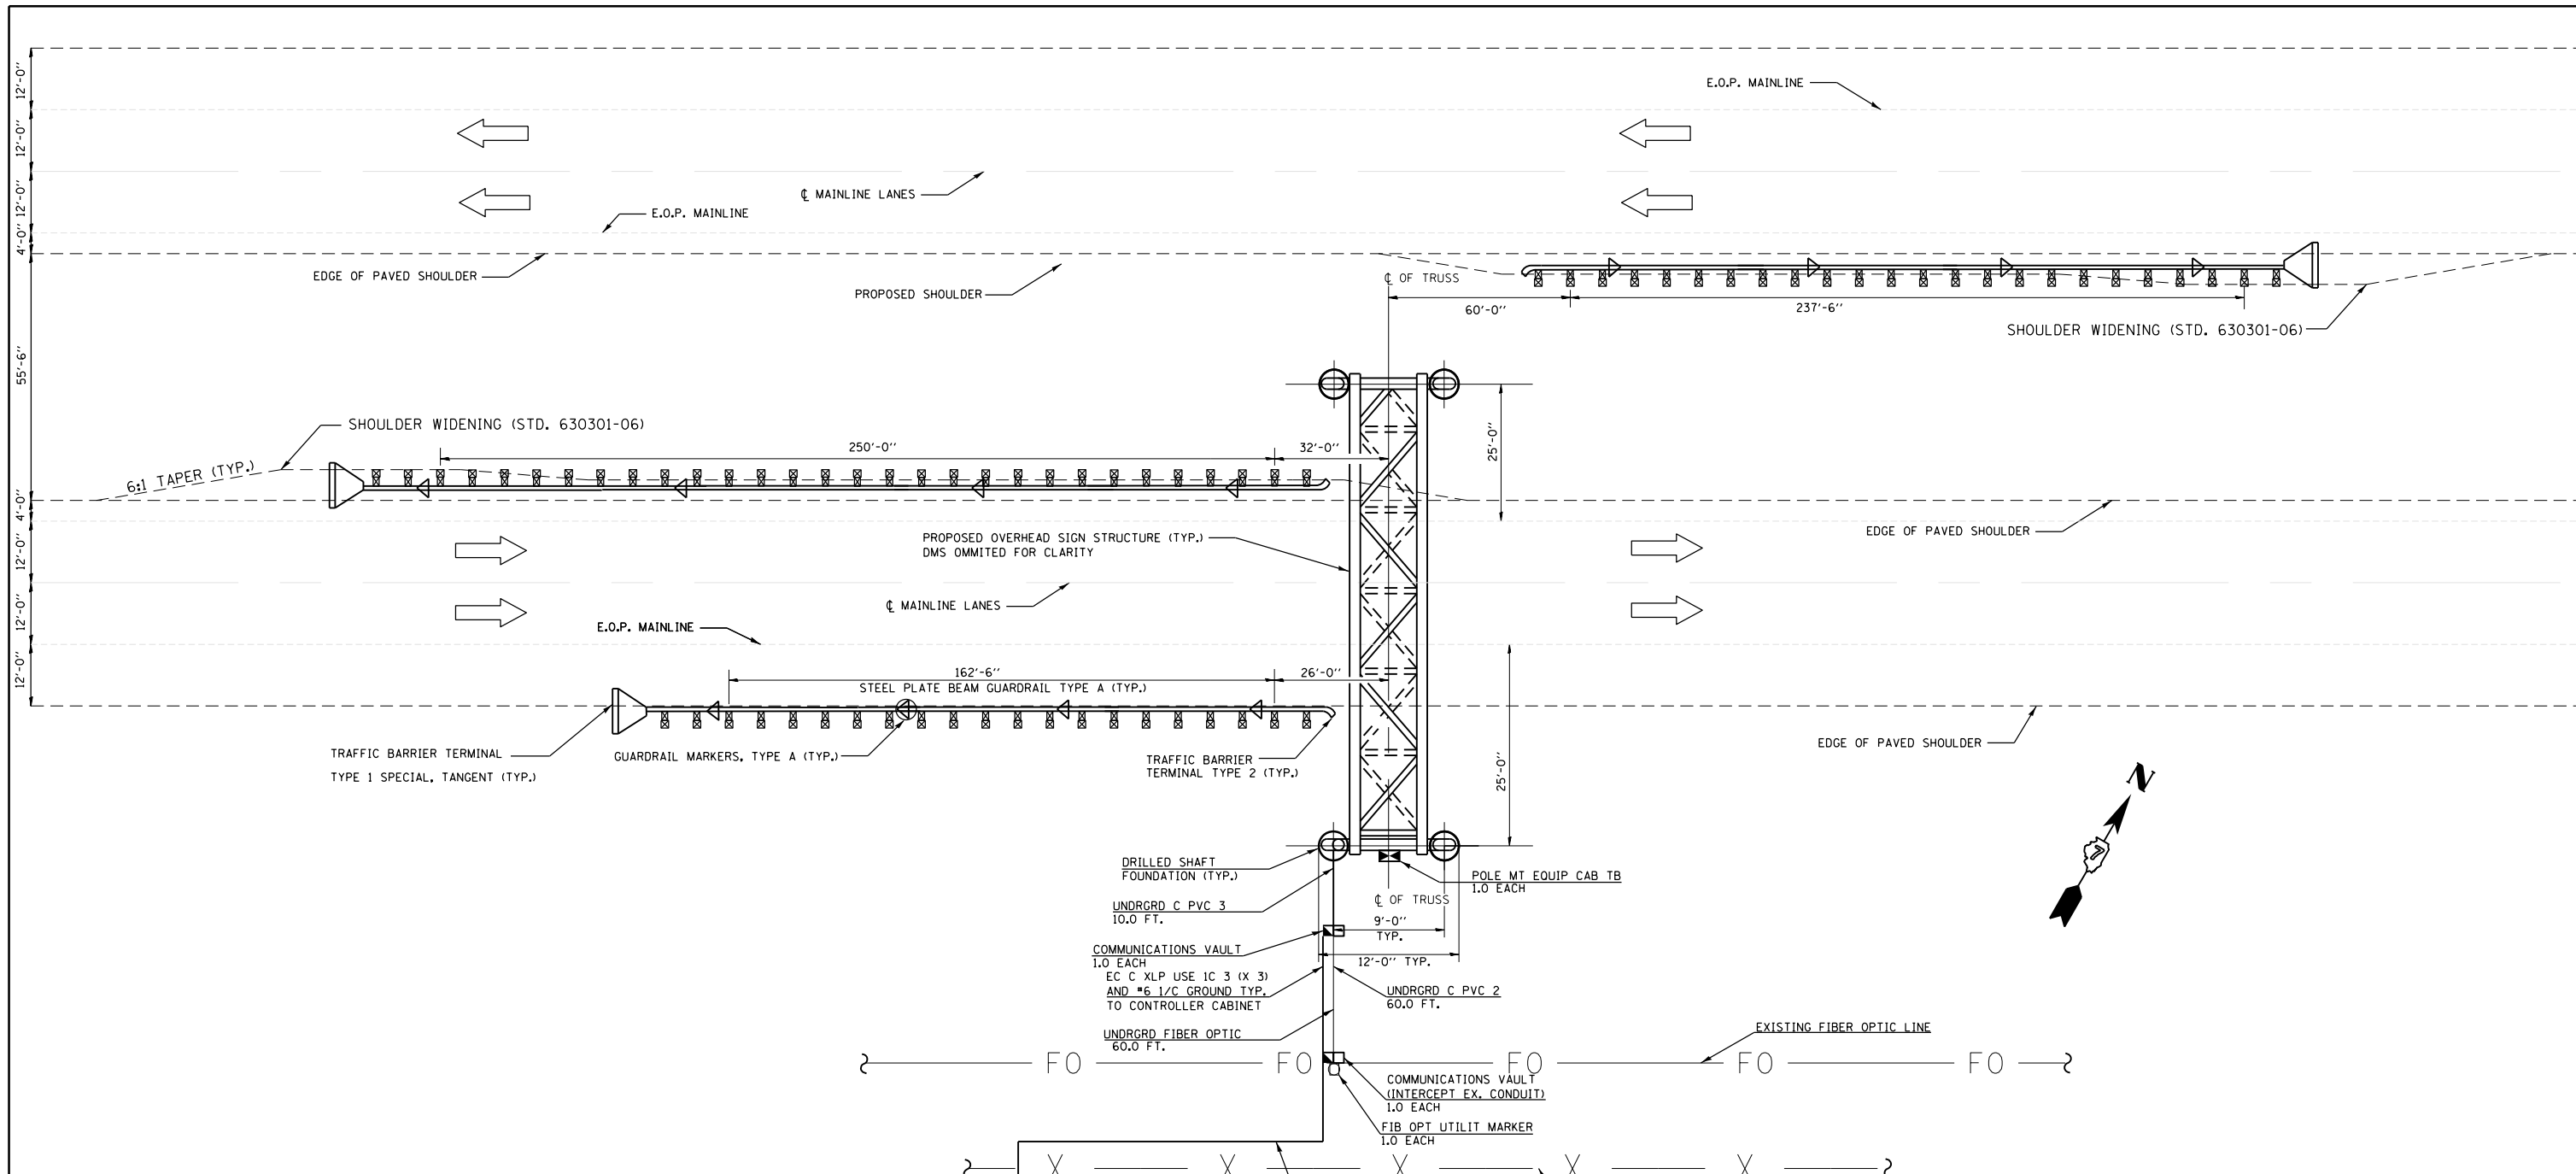 12'-0"
E.O.P. MAINLINE
12'-0"
12'-0"
℄ MAINLINE LANES
E.O.P. MAINLINE
4'-0"
EDGE OF PAVED SHOULDER
PROPOSED SHOULDER
℄ OF TRUSS
60'-0"
237'-6"
SHOULDER WIDENING (STD. 630301-06)
55'-6"
SHOULDER WIDENING (STD. 630301-06)
250'-0"
32'-0"
25'-0"
6:1 TAPER (TYP.)
4'-0"
EDGE OF PAVED SHOULDER
PROPOSED OVERHEAD SIGN STRUCTURE (TYP.)
DMS OMMITED FOR CLARITY
12'-0"
℄ MAINLINE LANES
12'-0"
E.O.P. MAINLINE
12'-0"
162'-6"
26'-0"
STEEL PLATE BEAM GUARDRAIL TYPE A (TYP.)
TRAFFIC BARRIER TERMINAL
TYPE 1 SPECIAL, TANGENT (TYP.)
GUARDRAIL MARKERS, TYPE A (TYP.)
TRAFFIC BARRIER
TERMINAL TYPE 2 (TYP.)
25'-0"
EDGE OF PAVED SHOULDER
N
7
DRILLED SHAFT
FOUNDATION (TYP.)
POLE MT EQUIP CAB TB
1.0 EACH
℄ OF TRUSS
UNDRGRD C PVC 3
10.0 FT.
9'-0"
TYP.
COMMUNICATIONS VAULT
1.0 EACH
12'-0" TYP.
EC C XLP USE 1C 3 (X 3)
AND #6 1/C GROUND TYP.
TO CONTROLLER CABINET
UNDRGRD C PVC 2
60.0 FT.
UNDRGRD FIBER OPTIC
60.0 FT.
EXISTING FIBER OPTIC LINE
FO FO FO FO FO
COMMUNICATIONS VAULT
(INTERCEPT EX. CONDUIT)
1.0 EACH
FIB OPT UTILIT MARKER
1.0 EACH
X X X X X